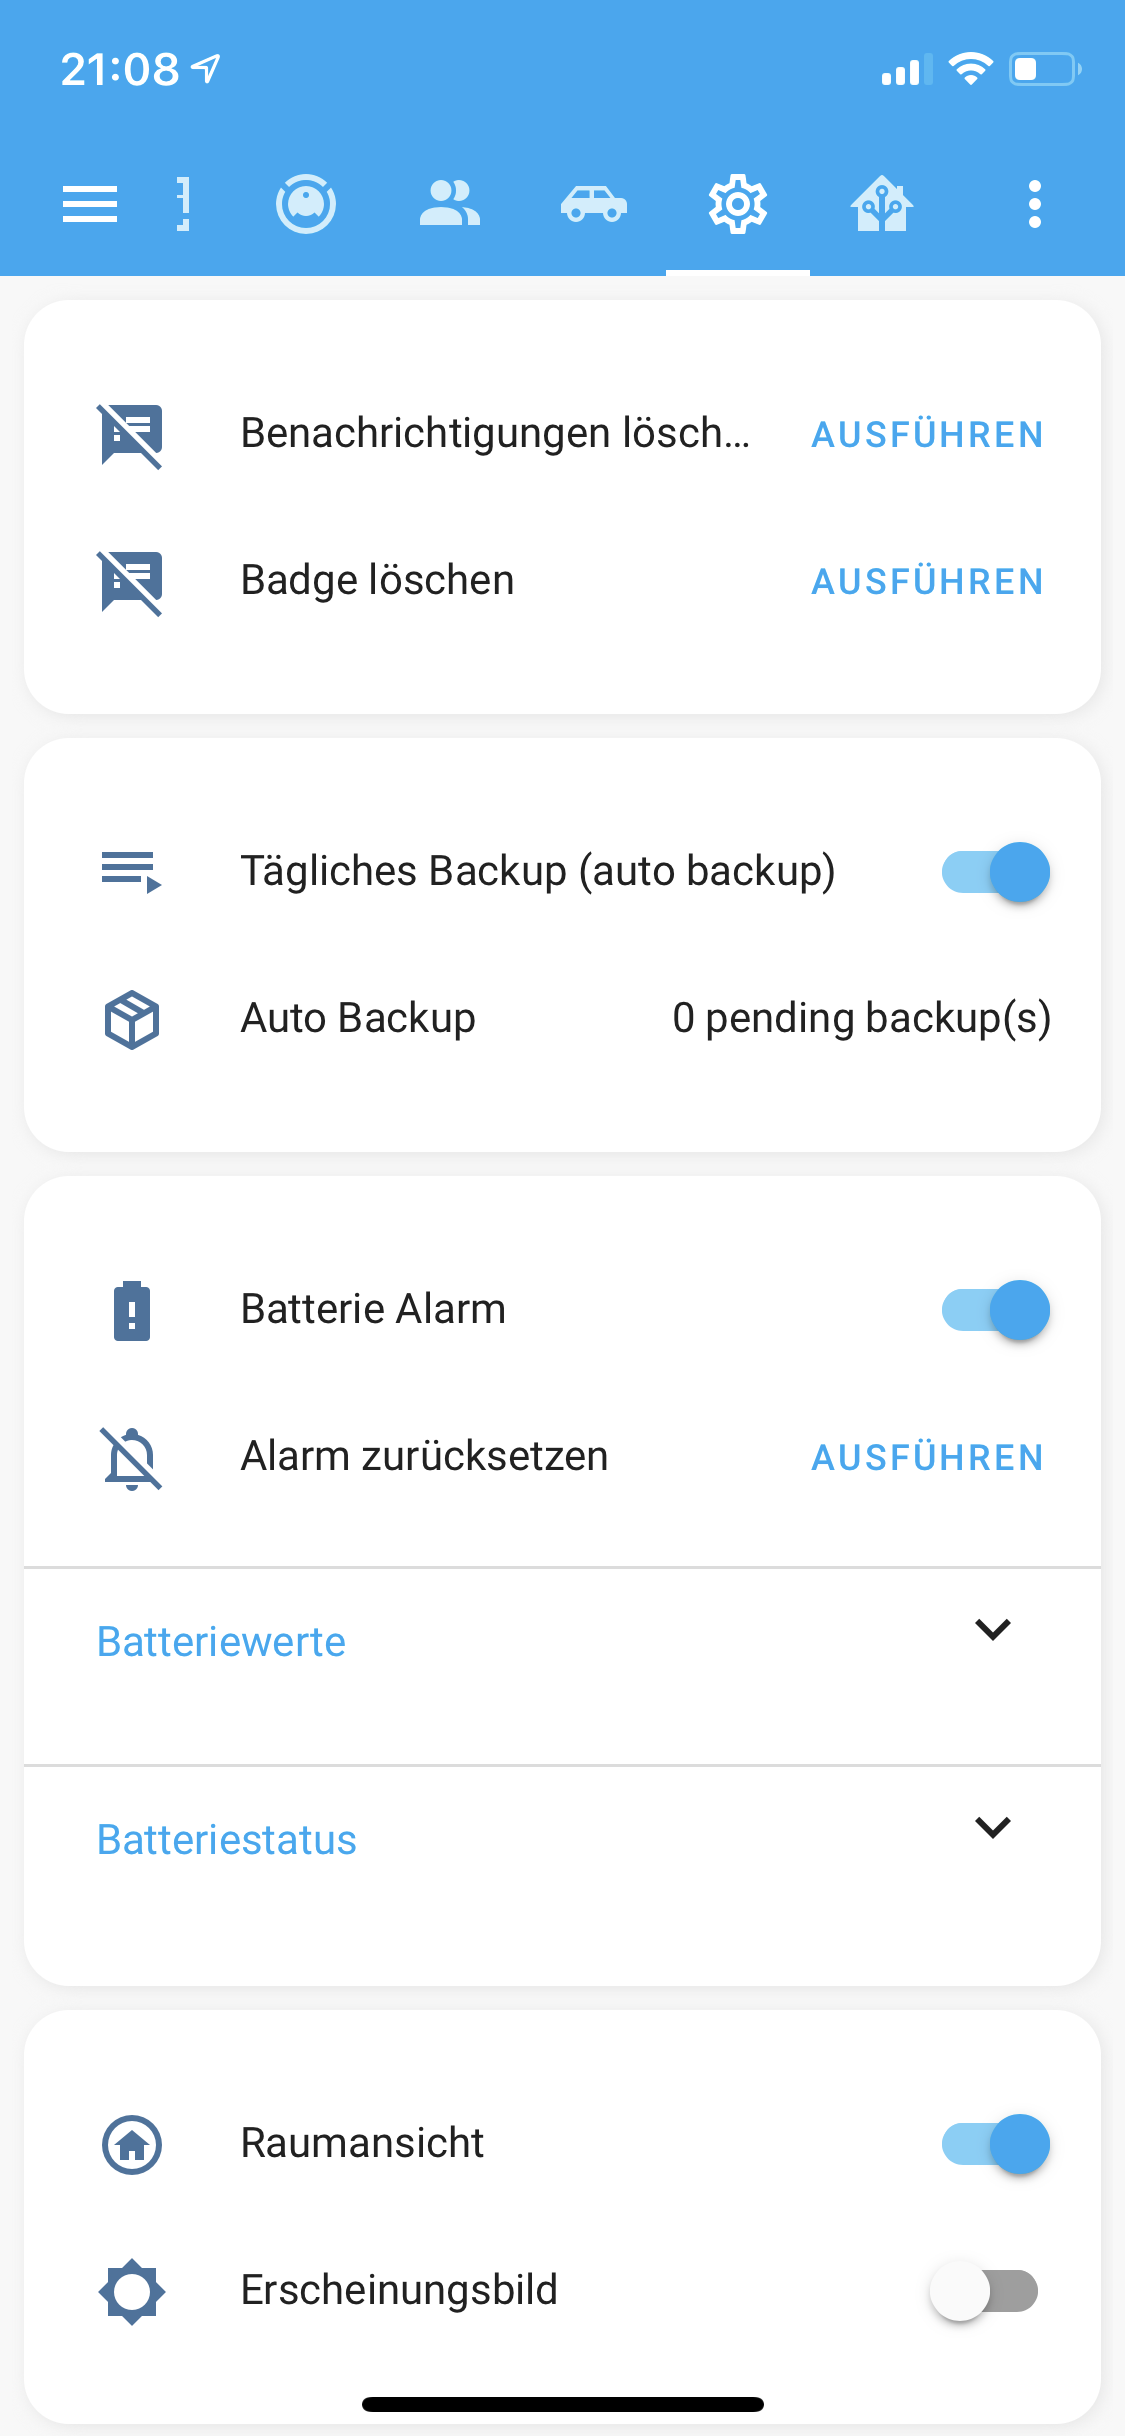 21:08
Benachrichtigungen lösch... AUSFÜHREN
Badge löschen AUSFÜHREN
Tägliches Backup (auto backup)
Auto Backup 0 pending backup(s)
Batterie Alarm
Alarm zurücksetzen AUSFÜHREN
Batteriewerte
Batteriestatus
Raumansicht
Erscheinungsbild